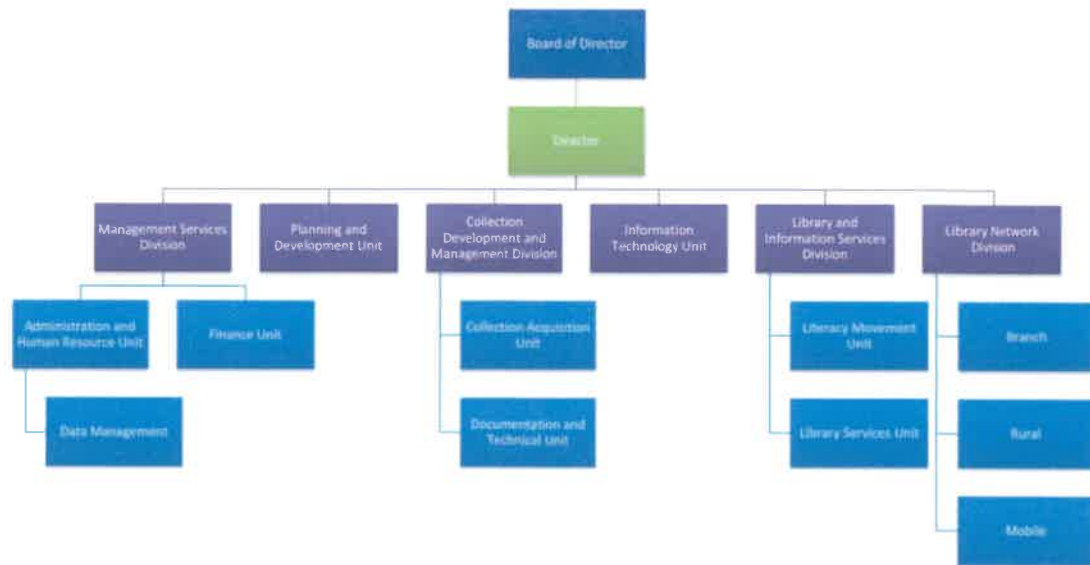 Board of Director
Director
Management Services
Division
Planning and
Development Unit
Collection
Development and
Management Division
Information
Technology Unit
Library and
Information Services
Division
Library Network
Division
Administration and
Human Resource Unit
Finance Unit
Collection Acquisition
Unit
Literacy Movement
Unit
Branch
Data Management
Documentation and
Technical Unit
Library Services Unit
Rural
Mobile